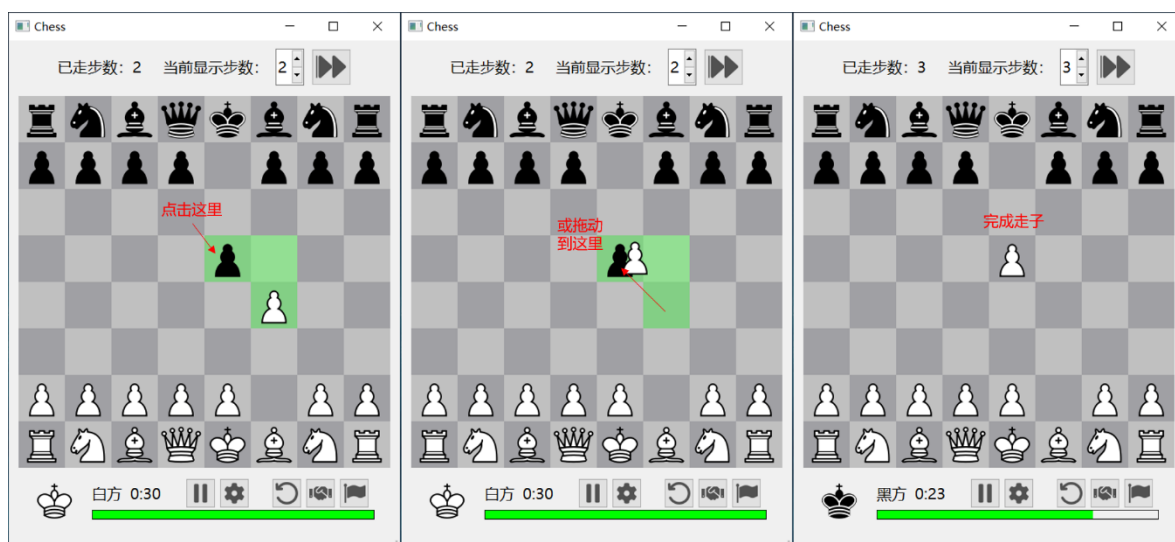 Chess
已走步数: 2 当前显示步数: 2
点击这里
白方 0:30
Chess
已走步数: 2 当前显示步数: 2
或拖动
到这里
白方 0:30
Chess
已走步数: 3 当前显示步数: 3
完成走子
黑方 0:23